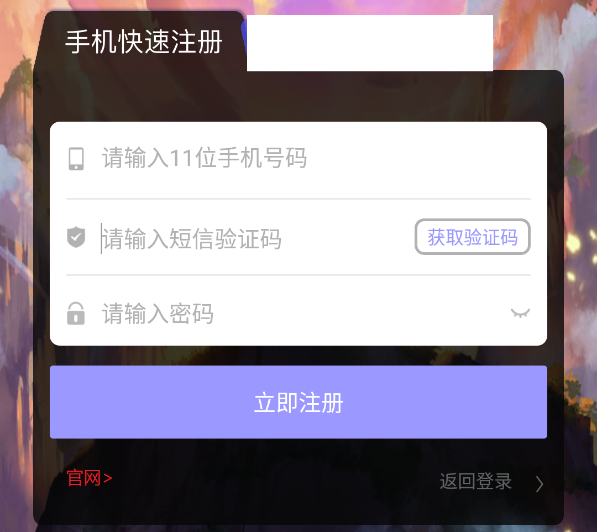 手机快速注册
请输入11位手机号码
请输入短信验证码
获取验证码
请输入密码
立即注册
官网>
返回登录 >